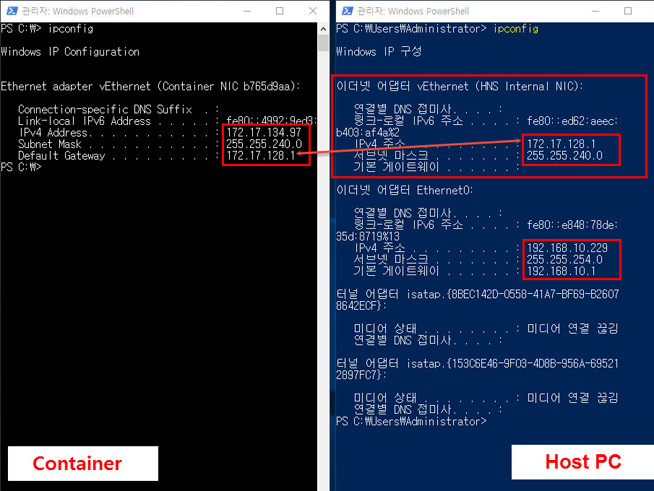 관리자: Windows PowerShell
PS C:\> ipconfig
Windows IP Configuration
Ethernet adapter vEthernet (Container NIC b765d9aa):
Connection-specific DNS Suffix  . :
Link-local IPv6 Address . . . . . : fe80::4992:9ed3:
IPv4 Address. . . . . . . . . . . : 172.17.134.97
Subnet Mask . . . . . . . . . . . : 255.255.240.0
Default Gateway . . . . . . . . . : 172.17.128.1
PS C:\>
Container
관리자: Windows PowerShell
PS C:\Users\Administrator> ipconfig
Windows IP 구성
이더넷 어댑터 vEthernet (HNS Internal NIC):
연결별 DNS 접미사. . . . :
링크-로컬 IPv6 주소 . . . . : fe80::ed62:aeec:
b403:af4a%2
IPv4 주소 . . . . . . . . . : 172.17.128.1
서브넷 마스크 . . . . . . . : 255.255.240.0
기본 게이트웨이 . . . . . . :
이더넷 어댑터 Ethernet0:
연결별 DNS 접미사. . . . :
링크-로컬 IPv6 주소 . . . . : fe80::e848:78de:
35d:8719%13
IPv4 주소 . . . . . . . . . : 192.168.10.229
서브넷 마스크 . . . . . . . : 255.255.254.0
기본 게이트웨이 . . . . . . : 192.168.10.1
터널 어댑터 isatap.{8BEC142D-0558-41A7-BF69-B2607
8642ECF}:
미디어 상태 . . . . . . . . : 미디어 연결 끊김
연결별 DNS 접미사. . . . :
터널 어댑터 isatap.{153C6E46-9F03-4D8B-956A-69521
2897FC7}:
미디어 상태 . . . . . . . . : 미디어 연결 끊김
연결별 DNS 접미사. . . . :
PS C:\Users\Administrator>
Host PC